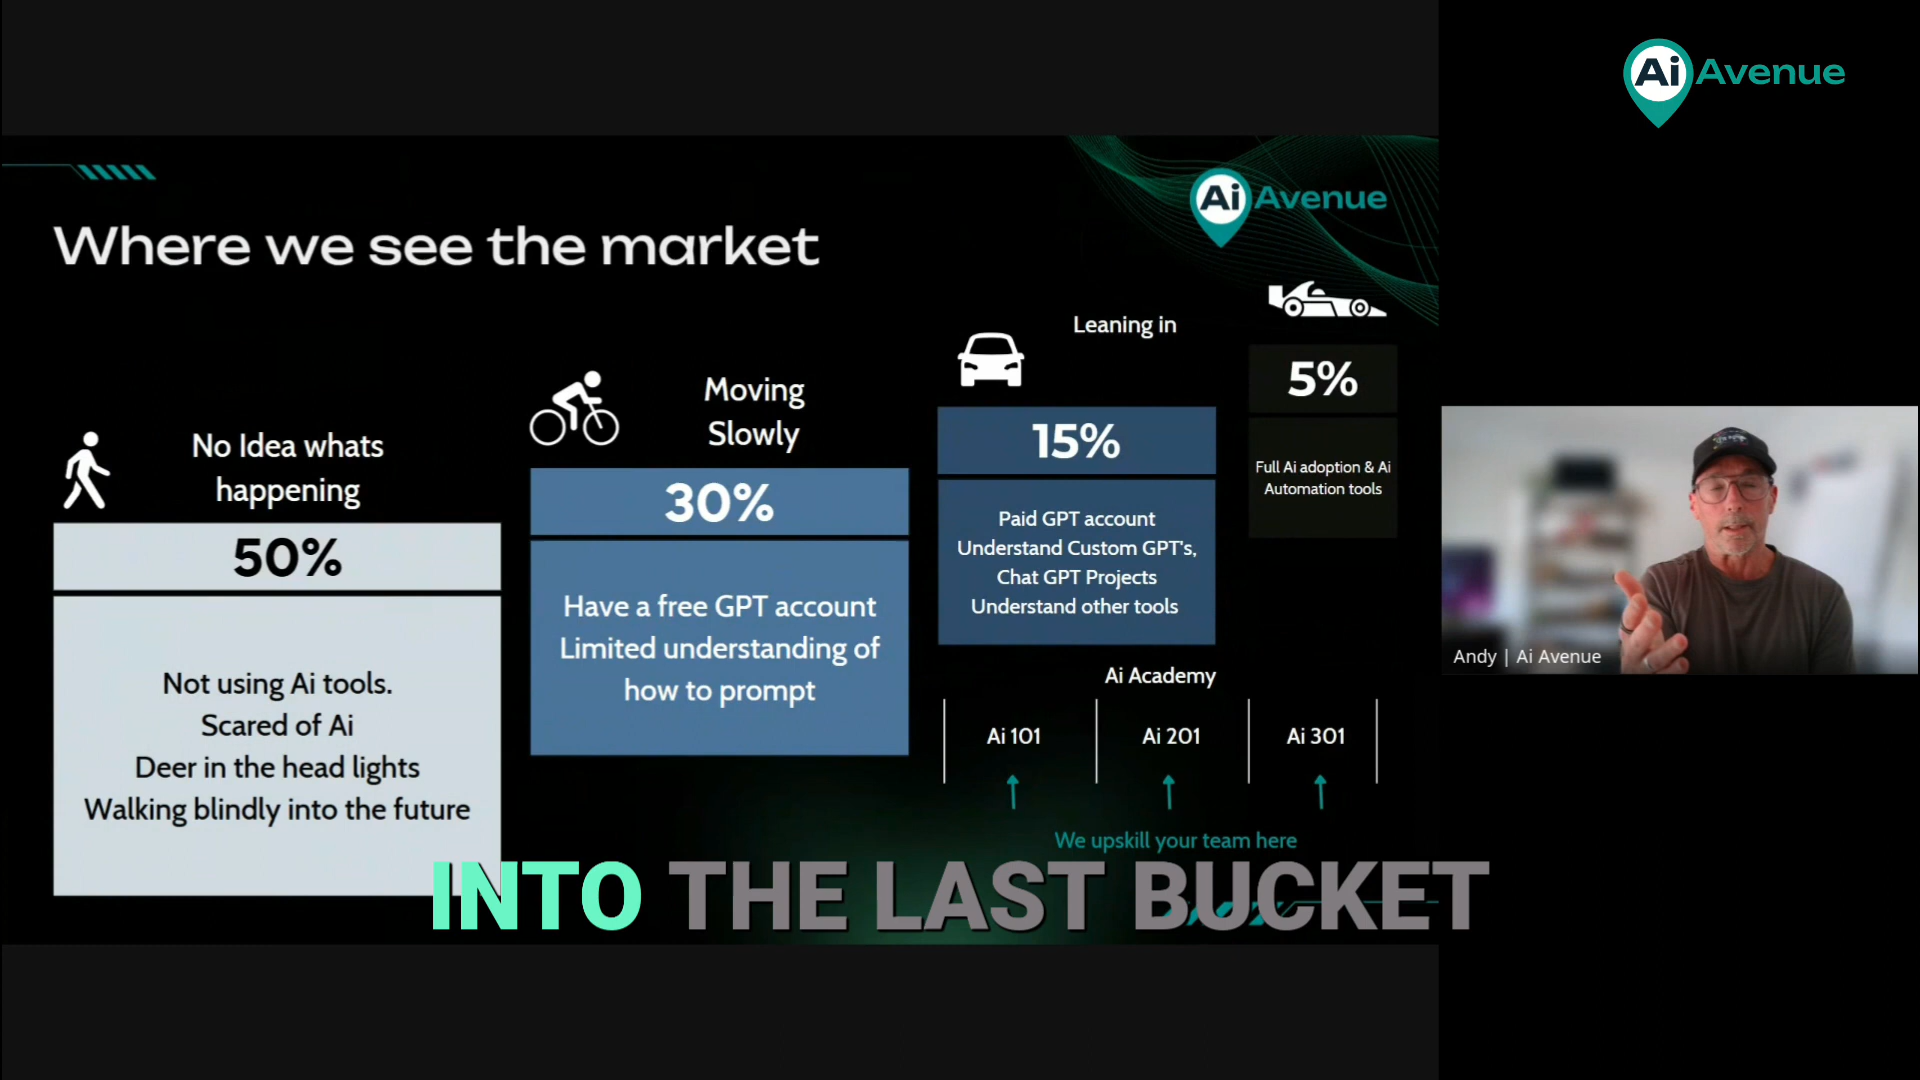 Ai Avenue
Ai Avenue
Where we see the market
No Idea whats
happening
50%
Not using Ai tools.
Scared of Ai
Deer in the head lights
Walking blindly into the future
Moving
Slowly
30%
Have a free GPT account
Limited understanding of
how to prompt
Leaning in
15%
Paid GPT account
Understand Custom GPT's,
Chat GPT Projects
Understand other tools
5%
Full Ai adoption & Ai
Automation tools
Ai Academy
Ai 101
Ai 201
Ai 301
We upskill your team here
Andy | Ai Avenue
INTO THE LAST BUCKET